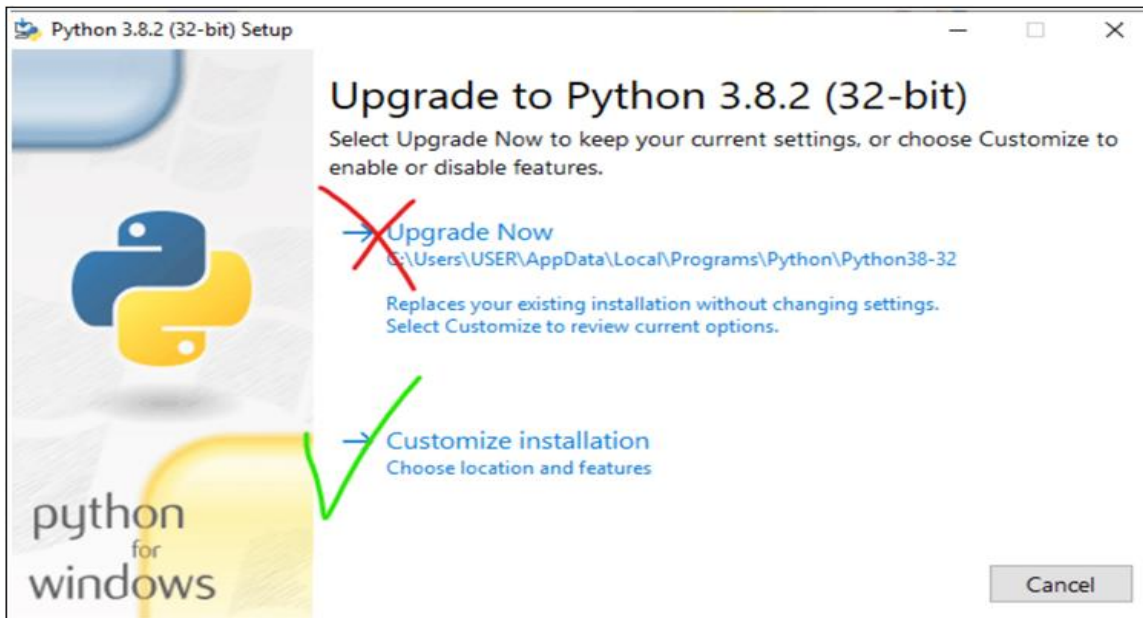 Python 3.8.2 (32-bit) Setup
Upgrade to Python 3.8.2 (32-bit)
Select Upgrade Now to keep your current settings, or choose Customize to
enable or disable features.
Upgrade Now
C:\Users\USER\AppData\Local\Programs\Python\Python38-32
Replaces your existing installation without changing settings.
Select Customize to review current options.
Customize installation
Choose location and features
python
for
windows
Cancel